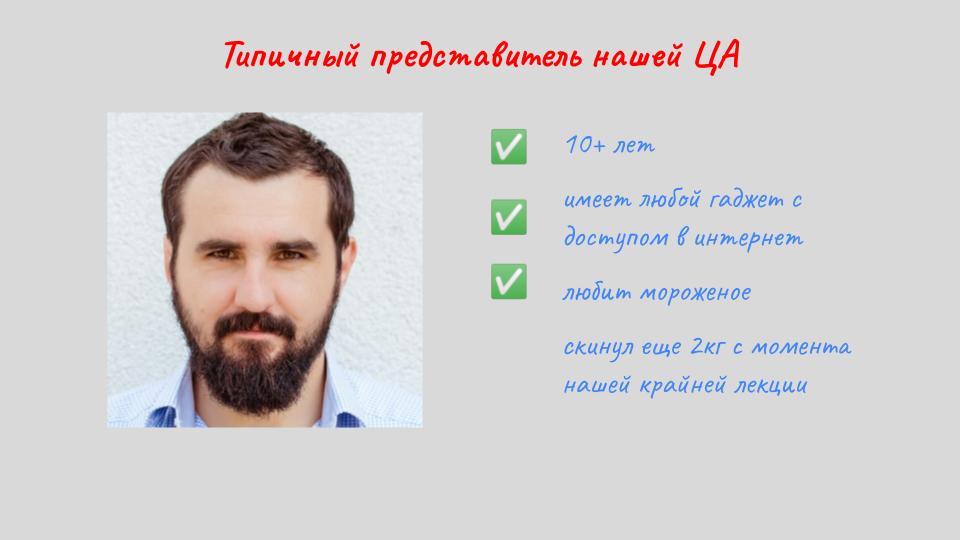 Типичный представитель нашей ЦА
10+ лет
имеет любой гаджет с
доступом в интернет
любит мороженое
скинул еще 2кг с момента
нашей крайней лекции